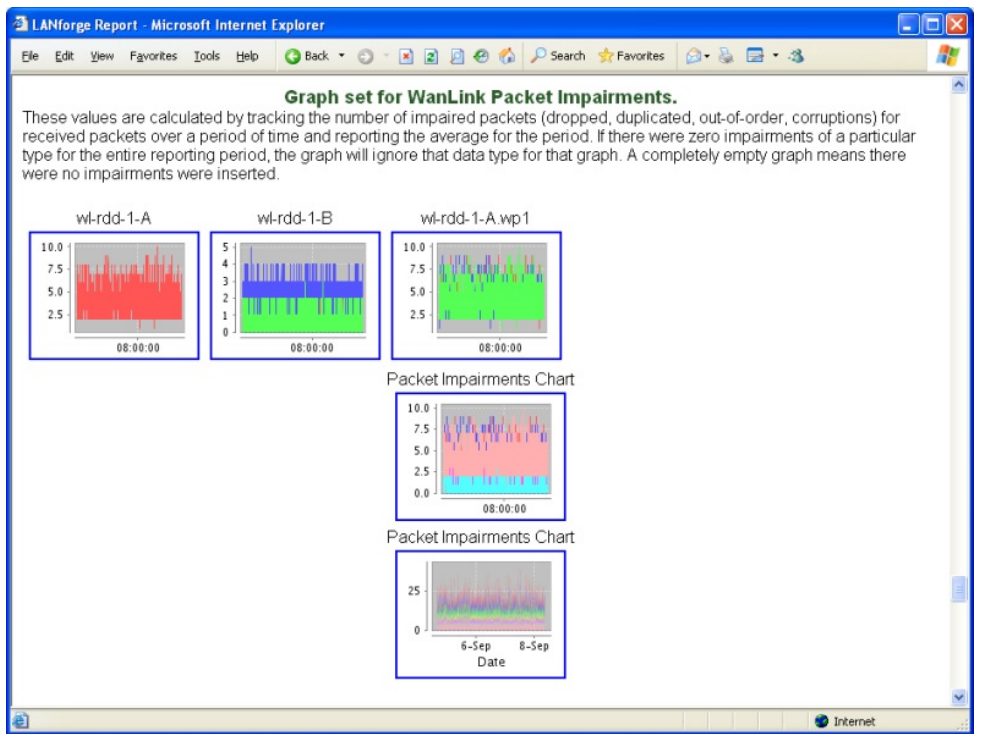 LANforge Report - Microsoft Internet Explorer
File Edit View Favorites Tools Help Back Search Favorites
Graph set for WanLink Packet Impairments.
These values are calculated by tracking the number of impaired packets (dropped, duplicated, out-of-order, corruptions) for
received packets over a period of time and reporting the average for the period. If there were zero impairments of a particular
type for the entire reporting period, the graph will ignore that data type for that graph. A completely empty graph means there
were no impairments were inserted.
wl-rdd-1-A wl-rdd-1-B wl-rdd-1-A.wp1
10.0 5 10.0
7.5 4 7.5
5.0 3 5.0
2.5 2 2.5
1
0
08:00:00 08:00:00 08:00:00
Packet Impairments Chart
10.0
7.5
5.0
2.5
0.0
08:00:00
Packet Impairments Chart
25
0
6-Sep 8-Sep
Date
Internet